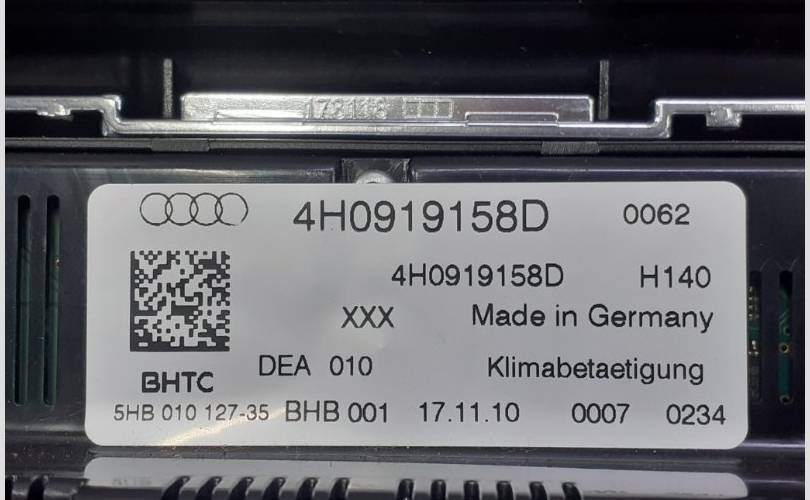 4H0919158D 0062
4H0919158D H140
XXX Made in Germany
DEA 010 Klimabetaetigung
BHTC
5HB 010 127-35 BHB 001 17.11.10 0007 0234